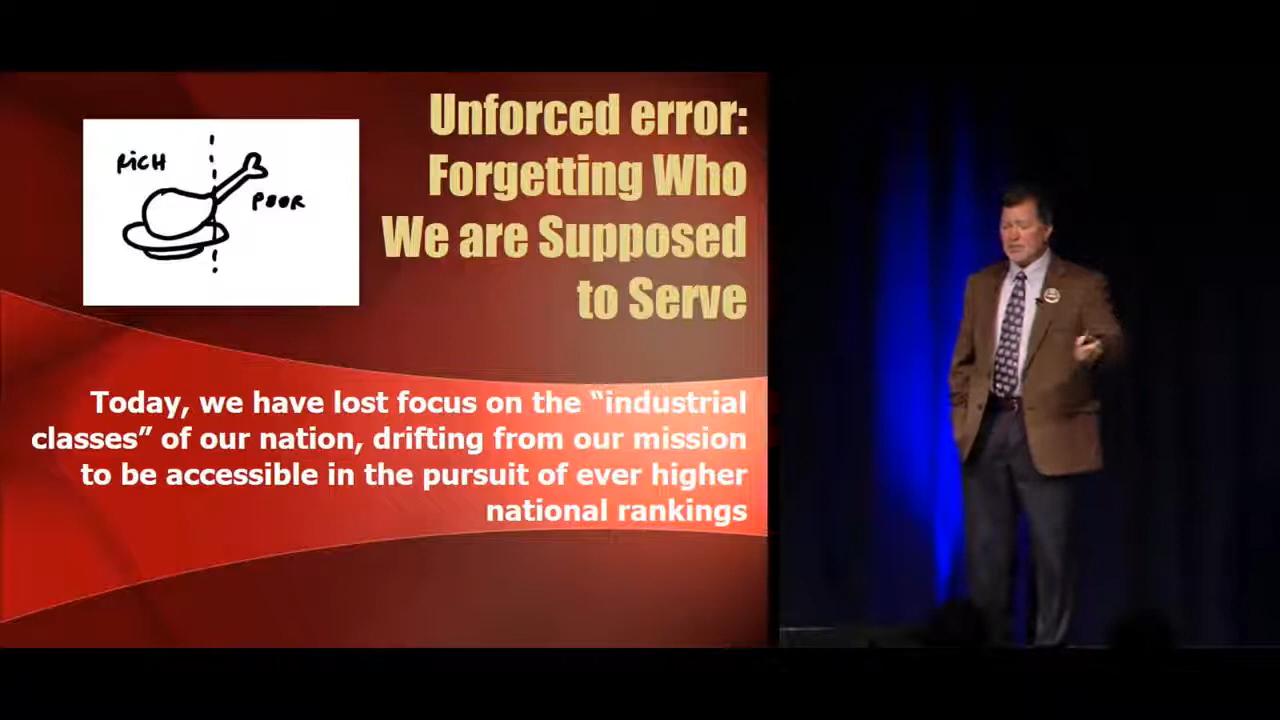 RiCH
POOR
Unforced error:
Forgetting Who
We are Supposed
to Serve
Today, we have lost focus on the “industrial
classes” of our nation, drifting from our mission
to be accessible in the pursuit of ever higher
national rankings